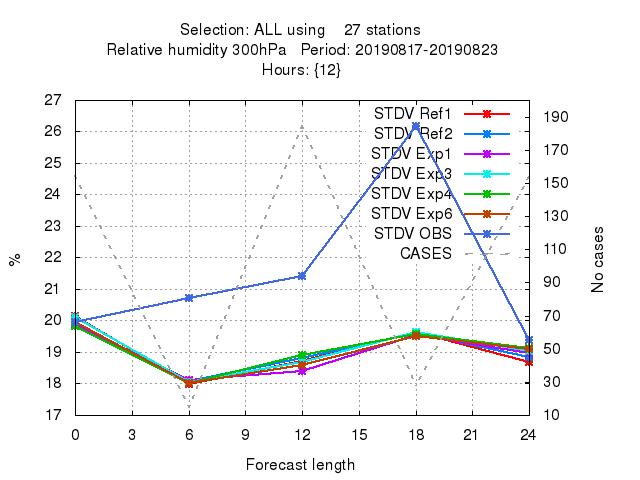 Selection: ALL using 27 stations
Relative humidity 300hPa Period: 20190817-20190823
Hours: {12}
27
26
25
24
23
22
21
20
19
18
17
%
190
170
150
130
110
90
70
50
30
10
No cases
STDV Ref1
STDV Ref2
STDV Exp1
STDV Exp3
STDV Exp4
STDV Exp6
STDV OBS
CASES
0 3 6 9 12 15 18 21 24
Forecast length